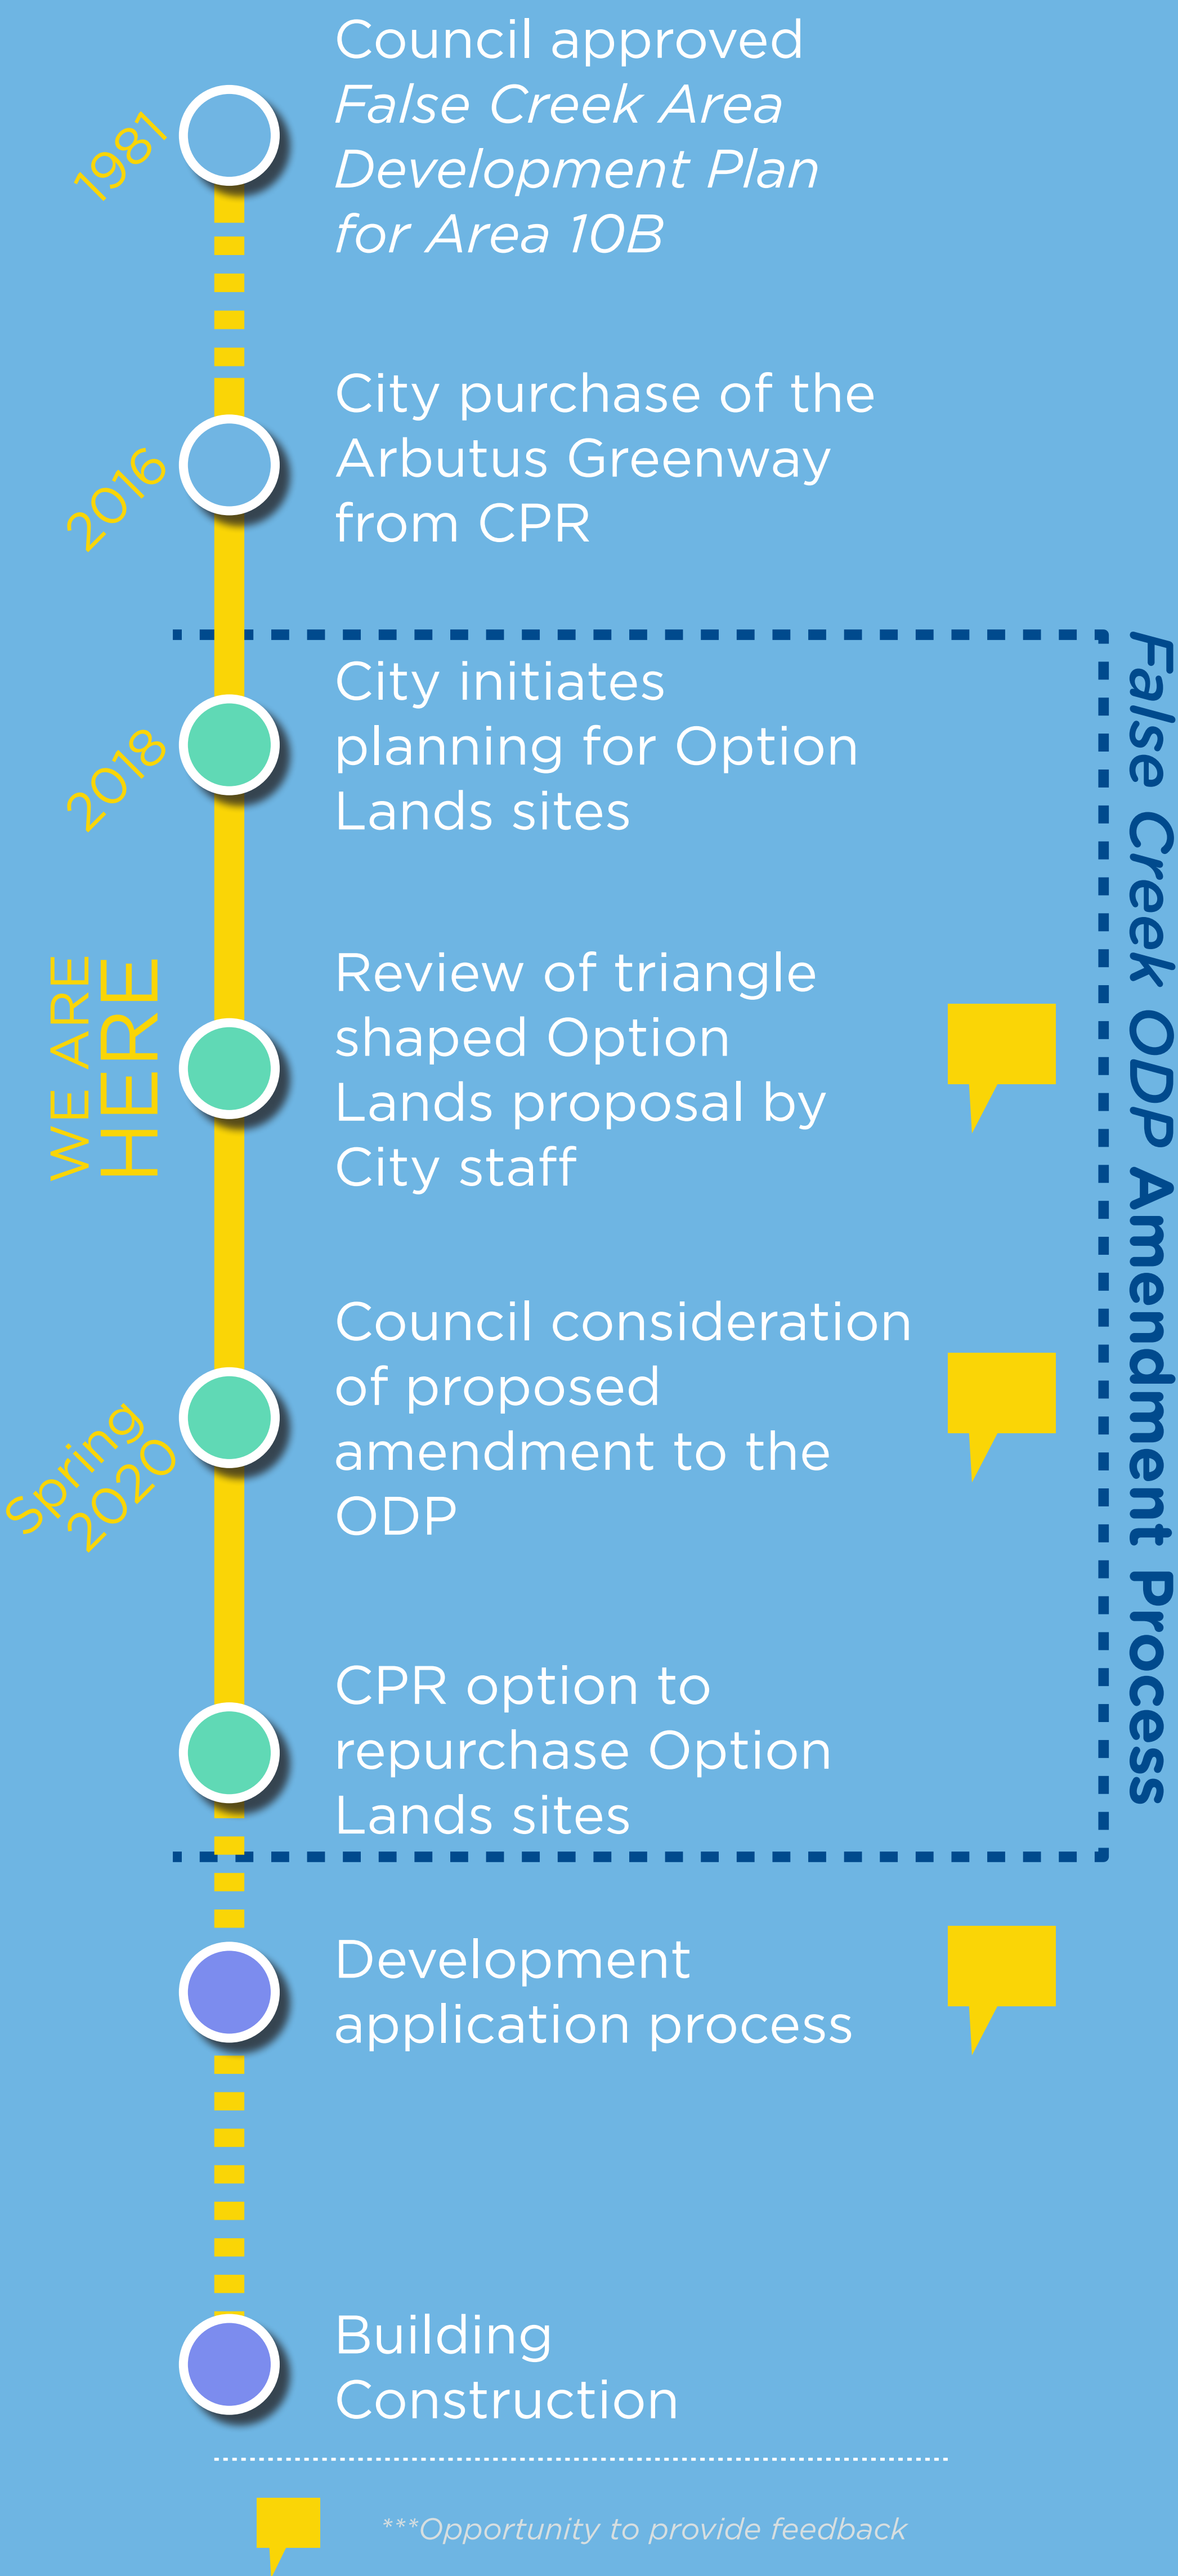 1981
Council approved
False Creek Area
Development Plan
for Area 10B
2016
City purchase of the
Arbutus Greenway
from CPR
False Creek ODP Amendment Process
2018
City initiates
planning for Option
Lands sites
WE ARE
HERE
Review of triangle
shaped Option
Lands proposal by
City staff
Spring
2020
Council consideration
of proposed
amendment to the
ODP
CPR option to
repurchase Option
Lands sites
Development
application process
Building
Construction
***Opportunity to provide feedback